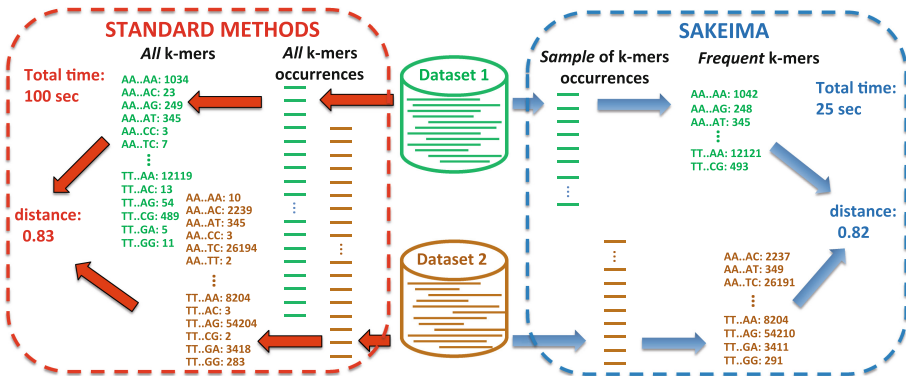 STANDARD METHODS
All k-mers
All k-mers
occurrences
Total time:
100 sec
AA..AA: 1034
AA..AC: 23
AA..AG: 249
AA..AT: 345
AA..CC: 3
AA..TC: 7
TT..AA: 12119
TT..AC: 13
TT..AG: 54
TT..CG: 489
TT..GA: 5
TT..GG: 11
distance:
0.83
AA..AA: 10
AA..AC: 2239
AA..AT: 345
AA..CC: 3
AA..TC: 26194
AA..TT: 2
TT..AA: 8204
TT..AC: 3
TT..AG: 54204
TT..CG: 2
TT..GA: 3418
TT..GG: 283
Dataset 1
Dataset 2
SAKEIMA
Sample of k-mers
occurrences
Frequent k-mers
Total time:
25 sec
AA..AA: 1042
AA..AG: 248
AA..AT: 345
TT..AA: 12121
TT..CG: 493
distance:
0.82
AA..AC: 2237
AA..AT: 349
AA..TC: 26191
TT..AA: 8204
TT..AG: 54210
TT..GA: 3411
TT..GG: 291